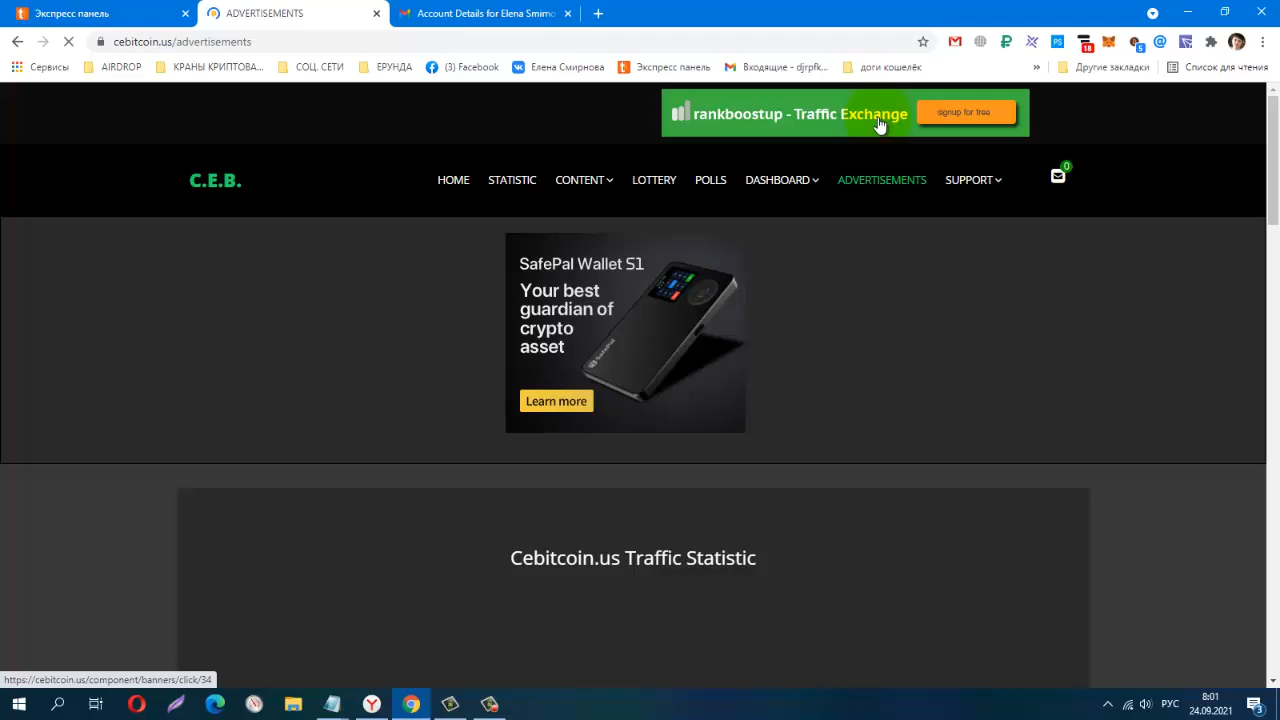 Экспресс панель
ADVERTISEMENTS
Account Details for Elena Smirno
cebitcoin.us/advertisements
18
5
Сервисы
AIRDROP
КРАНЫ КРИПТОВА...
СОЦ. СЕТИ
ЕРУНДА
(3) Facebook
Елена Смирнова
Экспресс панель
Входящие - djrpfk...
доги кошелёк
»
Другие закладки
Список для чтения
rankboostup - Traffic Exchange
signup for free
C.E.B.
HOME
STATISTIC
CONTENT
LOTTERY
POLLS
DASHBOARD
ADVERTISEMENTS
SUPPORT
0
SafePal Wallet S1
Your best
guardian of
crypto
asset
Learn more
SafePal
Cebitcoin.us Traffic Statistic
https://cebitcoin.us/component/banners/click/34
РУС
8:01
24.09.2021
3